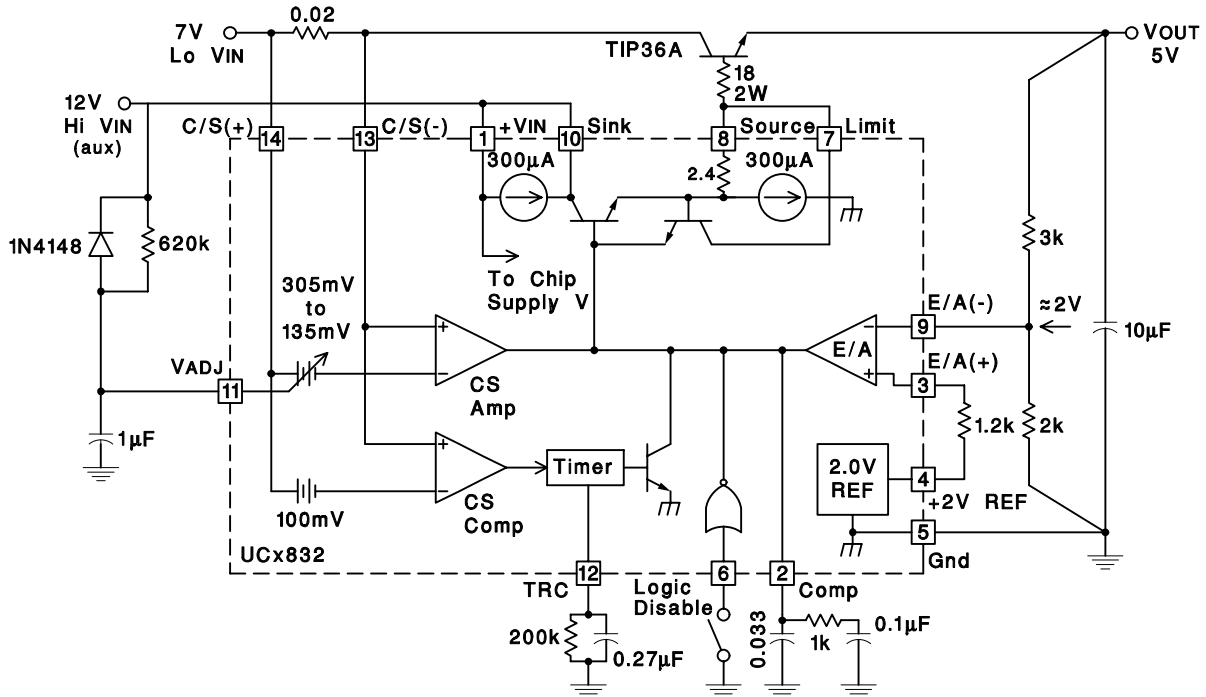 0.02
7V
Lo VIN
TIP36A
VOUT
5V
18
2W
12V
Hi VIN
(aux)
C/S(+)
14
13
C/S(-)
1
+VIN
10
Sink
8
Source
7
Limit
300µA
2.4
300µA
1N4148
620k
To Chip
Supply V
3k
305mV
to
135mV
E/A(-)
≈2V
9
10µF
+
−
CS
Amp
E/A
−
+
E/A(+)
3
VADJ
11
1µF
1.2k
2k
+
−
CS
Comp
Timer
2.0V
REF
4
+2V REF
100mV
5
Gnd
UCx832
12
TRC
6
Logic
Disable
2
Comp
200k
0.27µF
0.033
1k
0.1µF